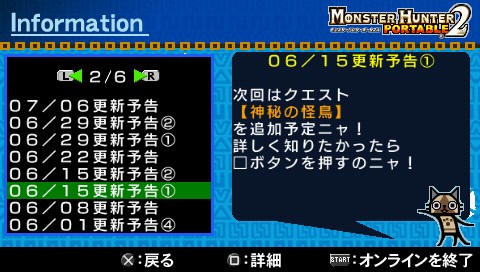 Information
MONSTER HUNTER
PORTABLE 2
L 2/6 R
07/06更新予告
06/29更新予告②
06/29更新予告①
06/22更新予告
06/15更新予告②
06/15更新予告①
06/08更新予告
06/01更新予告④
06/15更新予告①
次回はクエスト
【神秘の怪鳥】
を追加予定ニャ！
詳しく知りたかったら
□ボタンを押すのニャ！
×:戻る
□:詳細
START:オンラインを終了